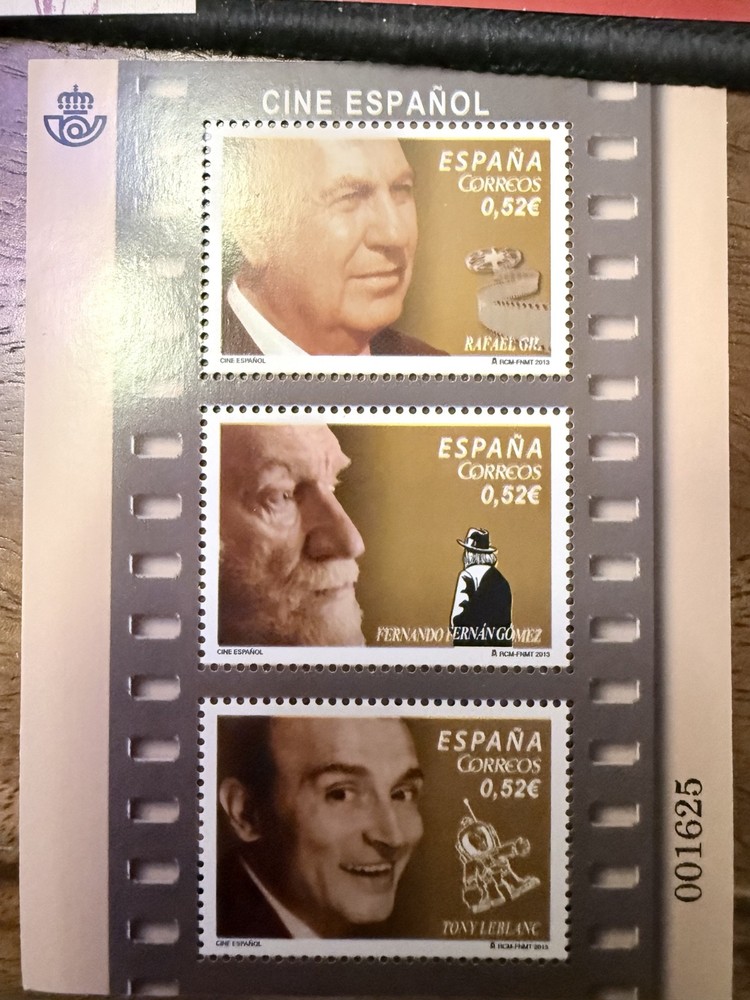 CINE ESPAÑOL
ESPAÑA
CORREOS
0,52€
RAFAEL GIL
CINE ESPAÑOL
RCM-FNMT 2013
ESPAÑA
CORREOS
0,52€
FERNANDO FERNÁN GÓMEZ
CINE ESPAÑOL
RCM-FNMT 2013
ESPAÑA
CORREOS
0,52€
TONY LEBLANC
CINE ESPAÑOL
RCM-FNMT 2013
001625